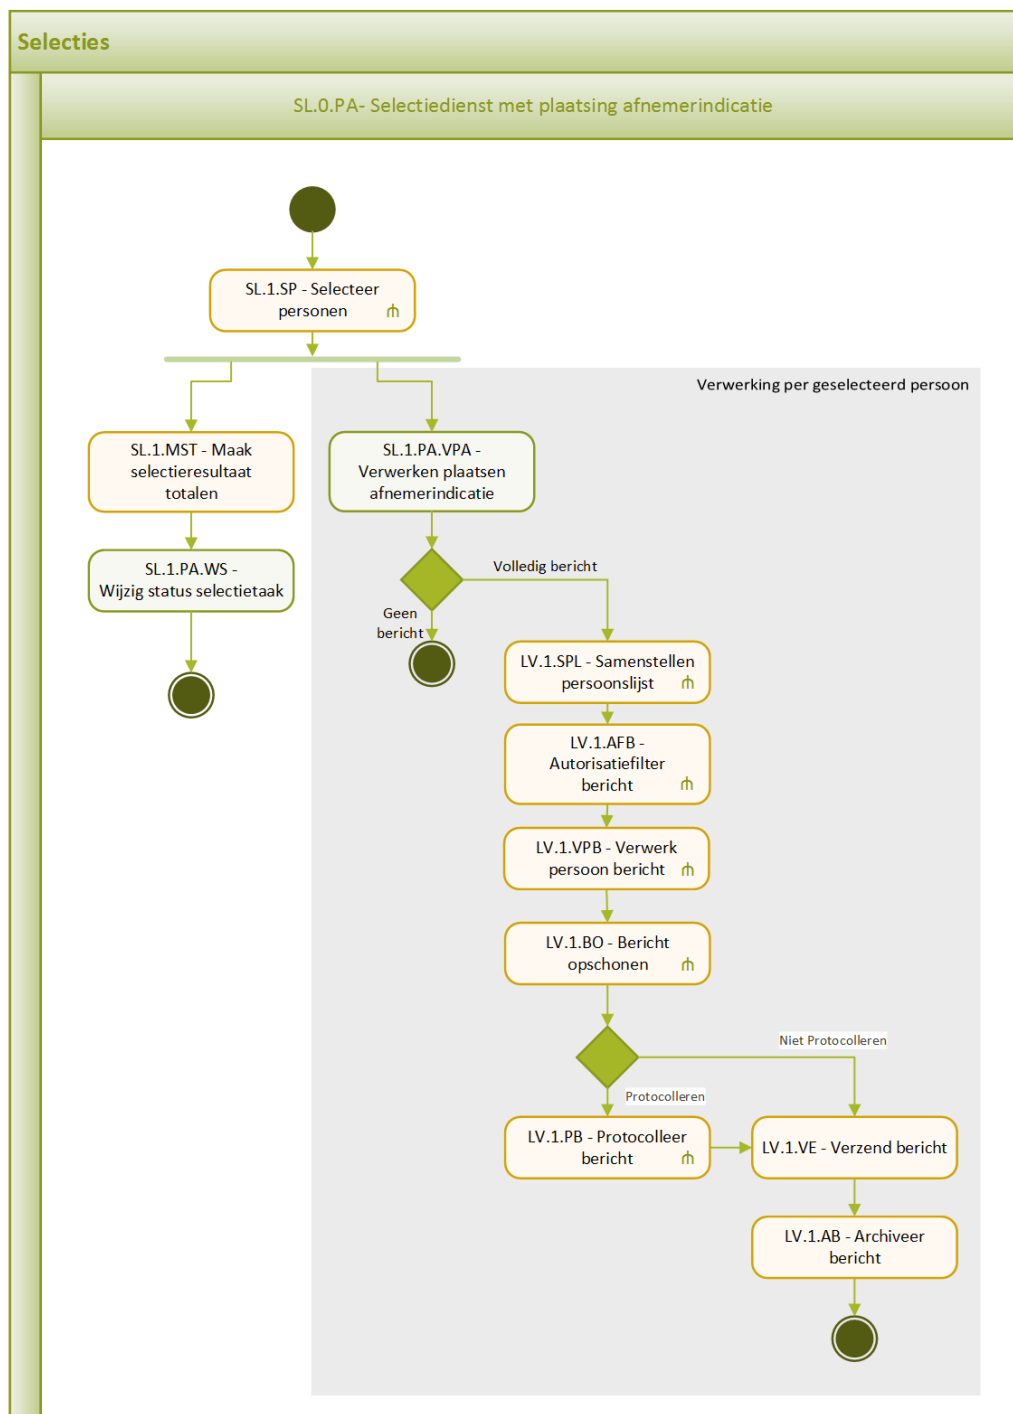 Selecties
SL.0.PA- Selectiedienst met plaatsing afnemerindicatie
SL.1.SP - Selecteer
personen
Verwerking per geselecteerd persoon
SL.1.MST - Maak
selectieresultaat
totalen
SL.1.PA.VPA -
Verwerken plaatsen
afnemerindicatie
SL.1.PA.WS -
Wijzig status selectietaak
Volledig bericht
Geen
bericht
LV.1.SPL - Samenstellen
persoonslijst
LV.1.AFB -
Autorisatiefilter
bericht
LV.1.VPB - Verwerk
persoon bericht
LV.1.BO - Bericht
opschonen
Niet Protocolleren
Protocolleren
LV.1.PB - Protocolleer
bericht
LV.1.VE - Verzend bericht
LV.1.AB - Archiveer
bericht